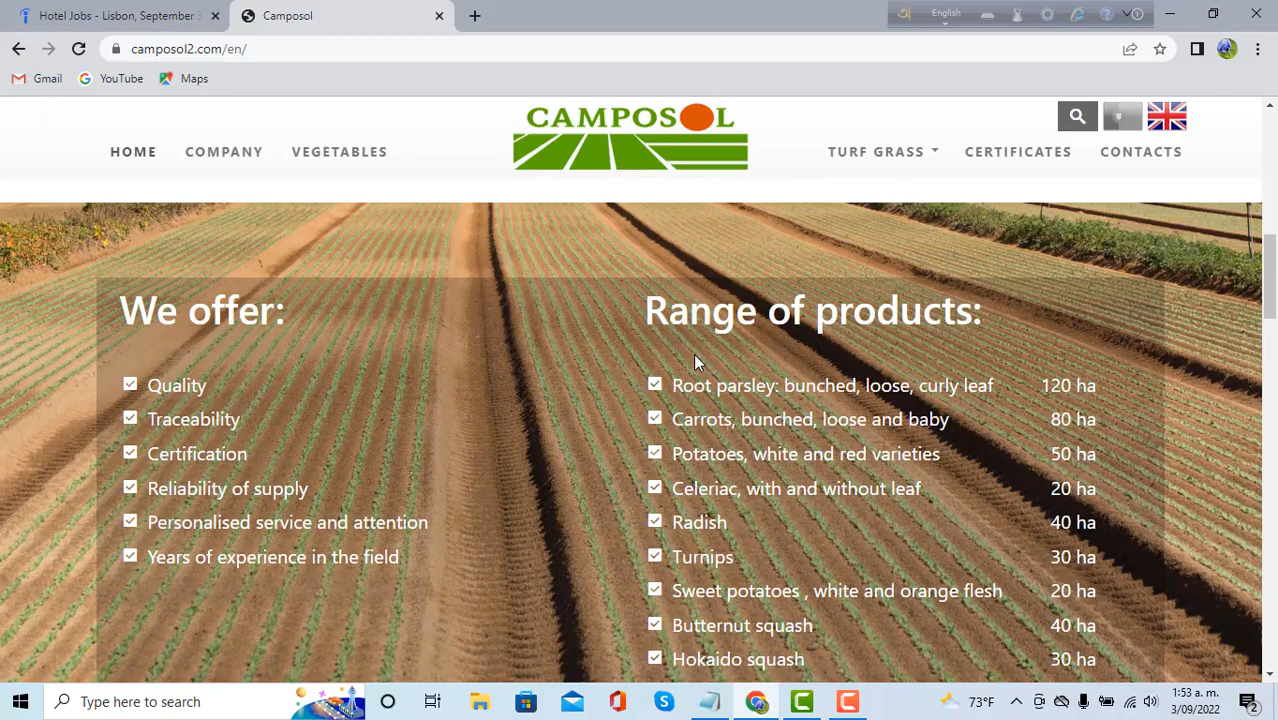 Hotel Jobs - Lisbon, September
Camposol
English
camposol2.com/en/
Gmail
YouTube
Maps
CAMPOSOL
HOME
COMPANY
VEGETABLES
TURF GRASS
CERTIFICATES
CONTACTS
We offer:
Quality
Traceability
Certification
Reliability of supply
Personalised service and attention
Years of experience in the field
Range of products:
Root parsley: bunched, loose, curly leaf 120 ha
Carrots, bunched, loose and baby 80 ha
Potatoes, white and red varieties 50 ha
Celeriac, with and without leaf 20 ha
Radish 40 ha
Turnips 30 ha
Sweet potatoes , white and orange flesh 20 ha
Butternut squash 40 ha
Hokaido squash 30 ha
Type here to search
73°F
1:53 a. m.
3/09/2022
2